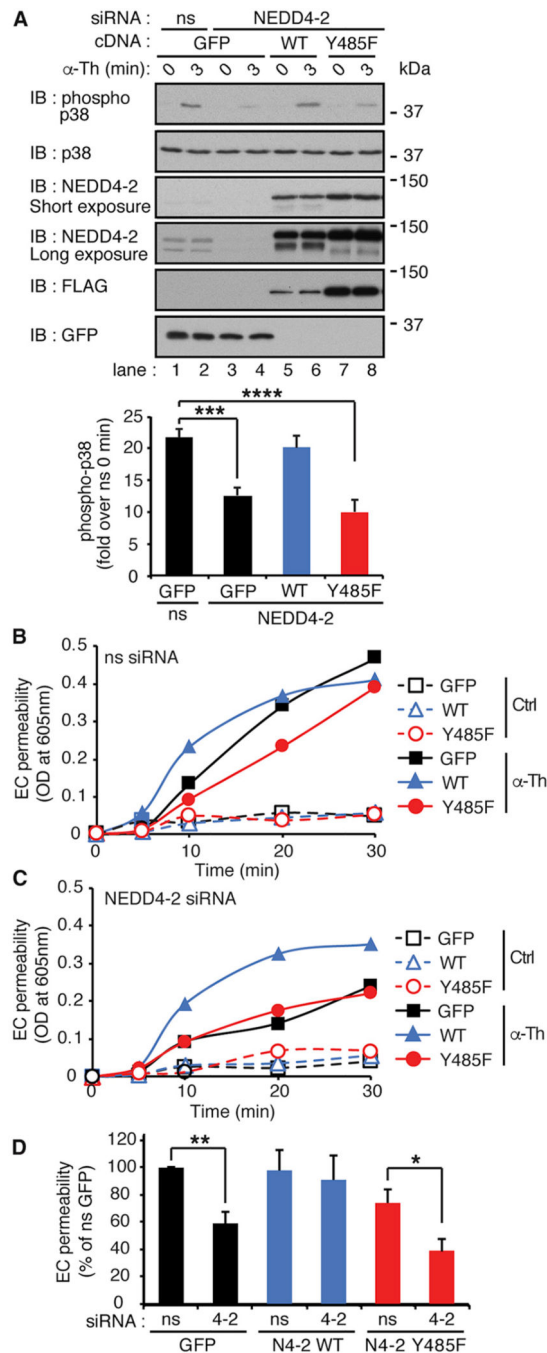 A
siRNA : ns NEDD4-2
cDNA : GFP WT Y485F
α-Th (min): 0 3 0 3 0 3 0 3 kDa
IB : phospho p38 - 37
IB : p38 - 37
IB : NEDD4-2 Short exposure - 150
IB : NEDD4-2 Long exposure - 150
IB : FLAG - 150
IB : GFP - 37
lane : 1 2 3 4 5 6 7 8
phospho-p38
(fold over ns 0 min)
25
20
15
10
5
0
***
****
GFP GFP WT Y485F
ns NEDD4-2
B
ns siRNA
EC permeability
(OD at 605nm)
0.5
0.4
0.3
0.2
0.1
0
0 10 20 30
Time (min)
GFP
WT
Y485F
Ctrl
GFP
WT
Y485F
α-Th
C
NEDD4-2 siRNA
EC permeability
(OD at 605nm)
0.5
0.4
0.3
0.2
0.1
0
0 10 20 30
Time (min)
GFP
WT
Y485F
Ctrl
GFP
WT
Y485F
α-Th
D
EC permeability
(% of ns GFP)
120
100
80
60
40
20
0
**
*
siRNA : ns 4-2 ns 4-2 ns 4-2
GFP N4-2 WT N4-2 Y485F